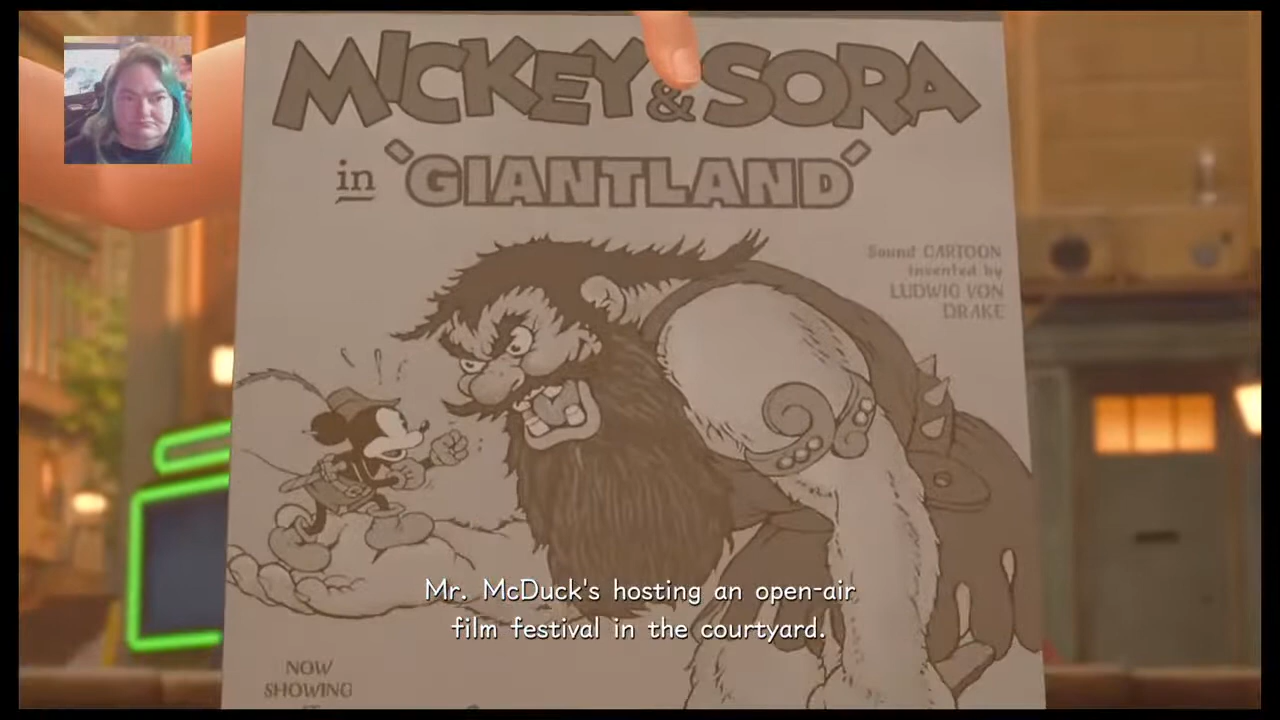 MICKEY & SORA
in 'GIANTLAND'
Sound CARTOON
invented by
LUDWIG VON
DRAKE
Mr. McDuck's hosting an open-air
film festival in the courtyard.
NOW
SHOWING